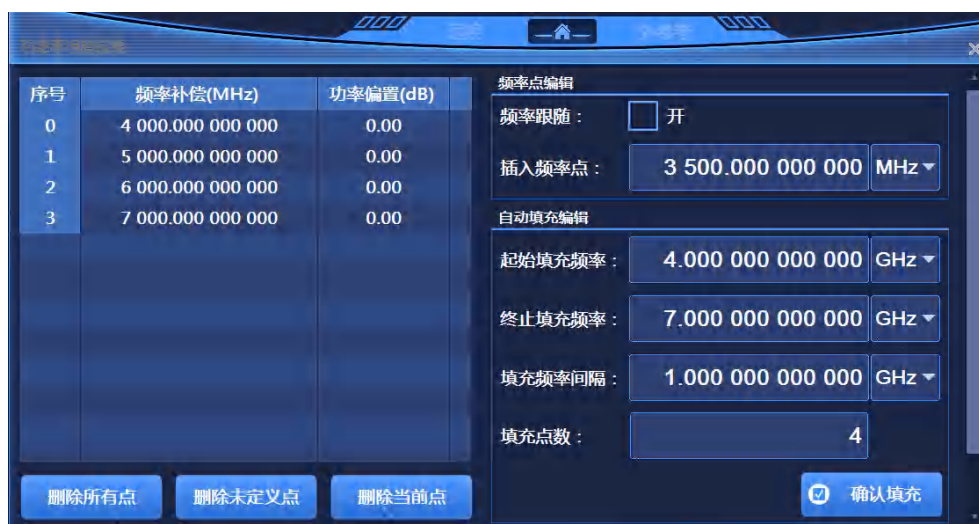 序号 频率补偿(MHz) 功率偏置(dB)
0 4 000.000 000 000 0.00
1 5 000.000 000 000 0.00
2 6 000.000 000 000 0.00
3 7 000.000 000 000 0.00
删除所有点 删除未定义点 删除当前点
频率点编辑
频率跟随： 开
插入频率点： 3 500.000 000 000 MHz
自动填充编辑
起始填充频率： 4.000 000 000 000 GHz
终止填充频率： 7.000 000 000 000 GHz
填充频率间隔： 1.000 000 000 000 GHz
填充点数： 4
确认填充